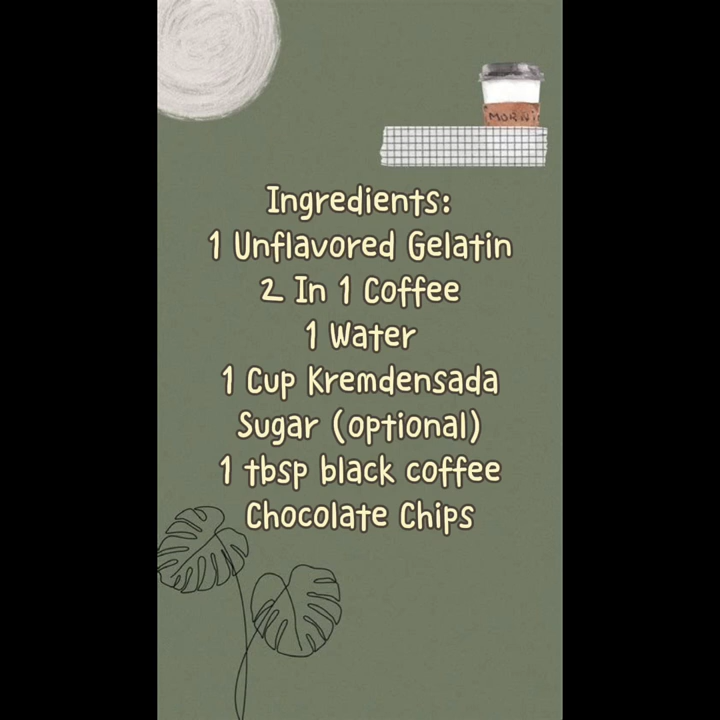 MORNI
Ingredients:
1 Unflavored Gelatin
2 In 1 Coffee
1 Water
1 Cup Kremdensada
Sugar (optional)
1 tbsp black coffee
Chocolate Chips